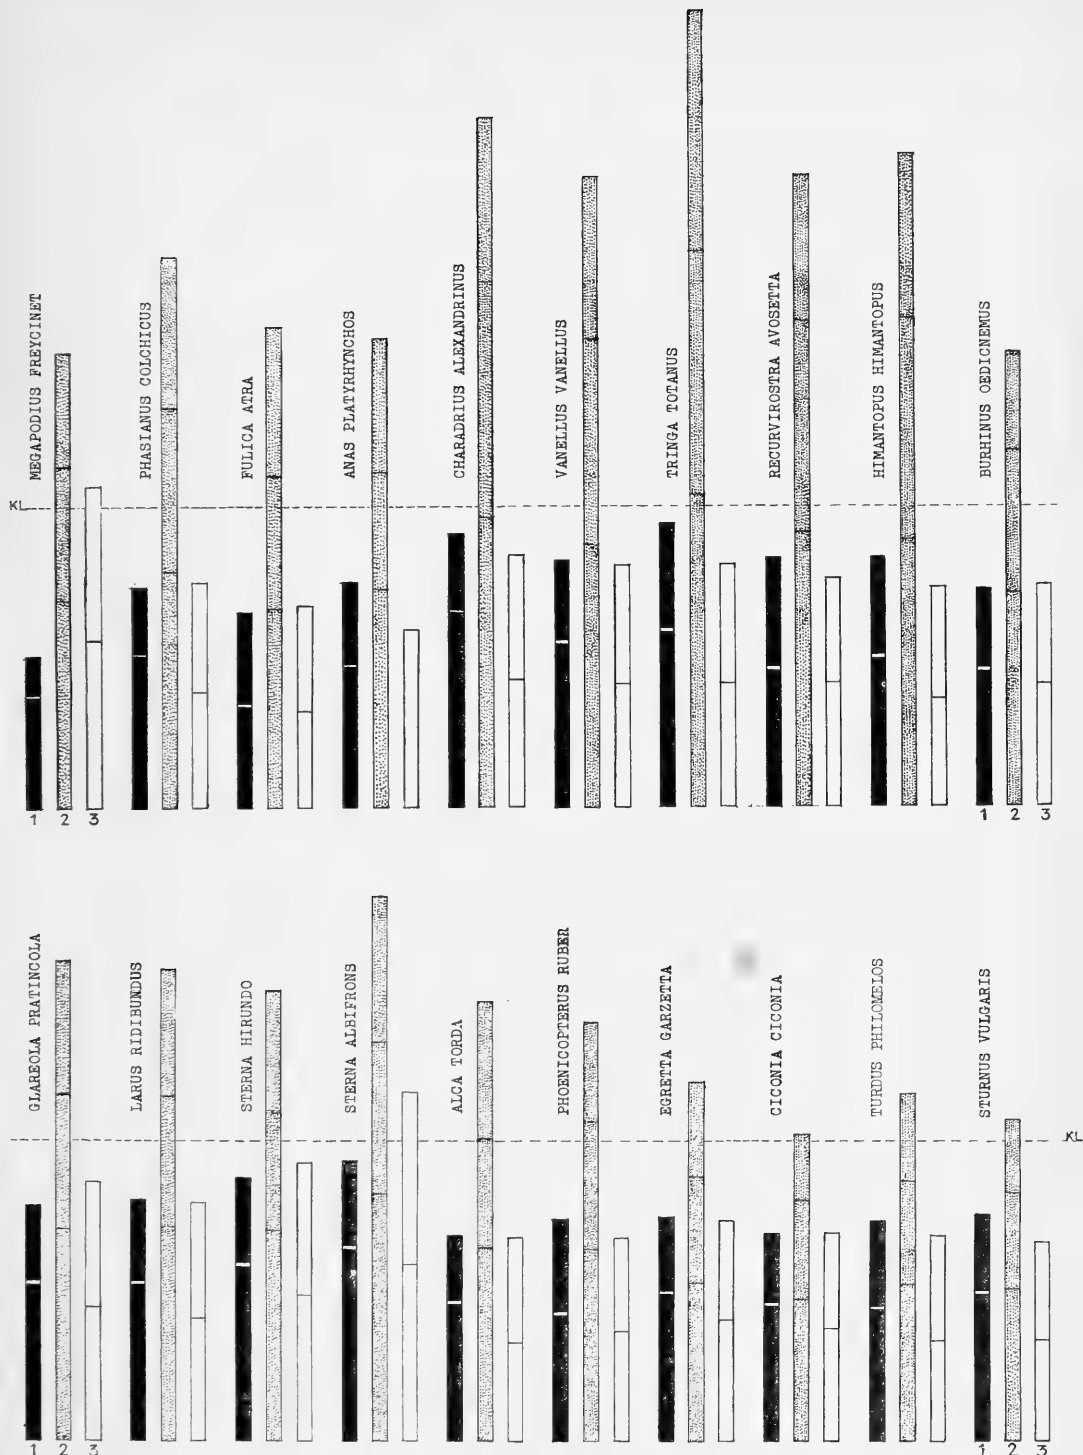 MEGAPODIUS FREYCINET
PHASIANUS COLCHICUS
FULICA ATRA
ANAS PLATYRHYNCHOS
CHARADRIUS ALEXANDRINUS
VANELLUS VANELLUS
TRINGA TOTANUS
RECURVIROSTRA AVOSETTA
HIMANTOPUS HIMANTOPUS
BURHINUS OEDICNEMUS
KL
1 2 3
1 2 3
GLAREOLA PRATINCOLA
LARUS RIDIBUNDUS
STERNA HIRUNDO
STERNA ALBIFRONS
ALCA TORDA
PHOENICOPTERUS RUBER
EGRETTA GARZETTA
CICONIA CICONIA
TURDUS PHILOMELOS
STURNUS VULGARIS
KL
1 2 3
1 2 3